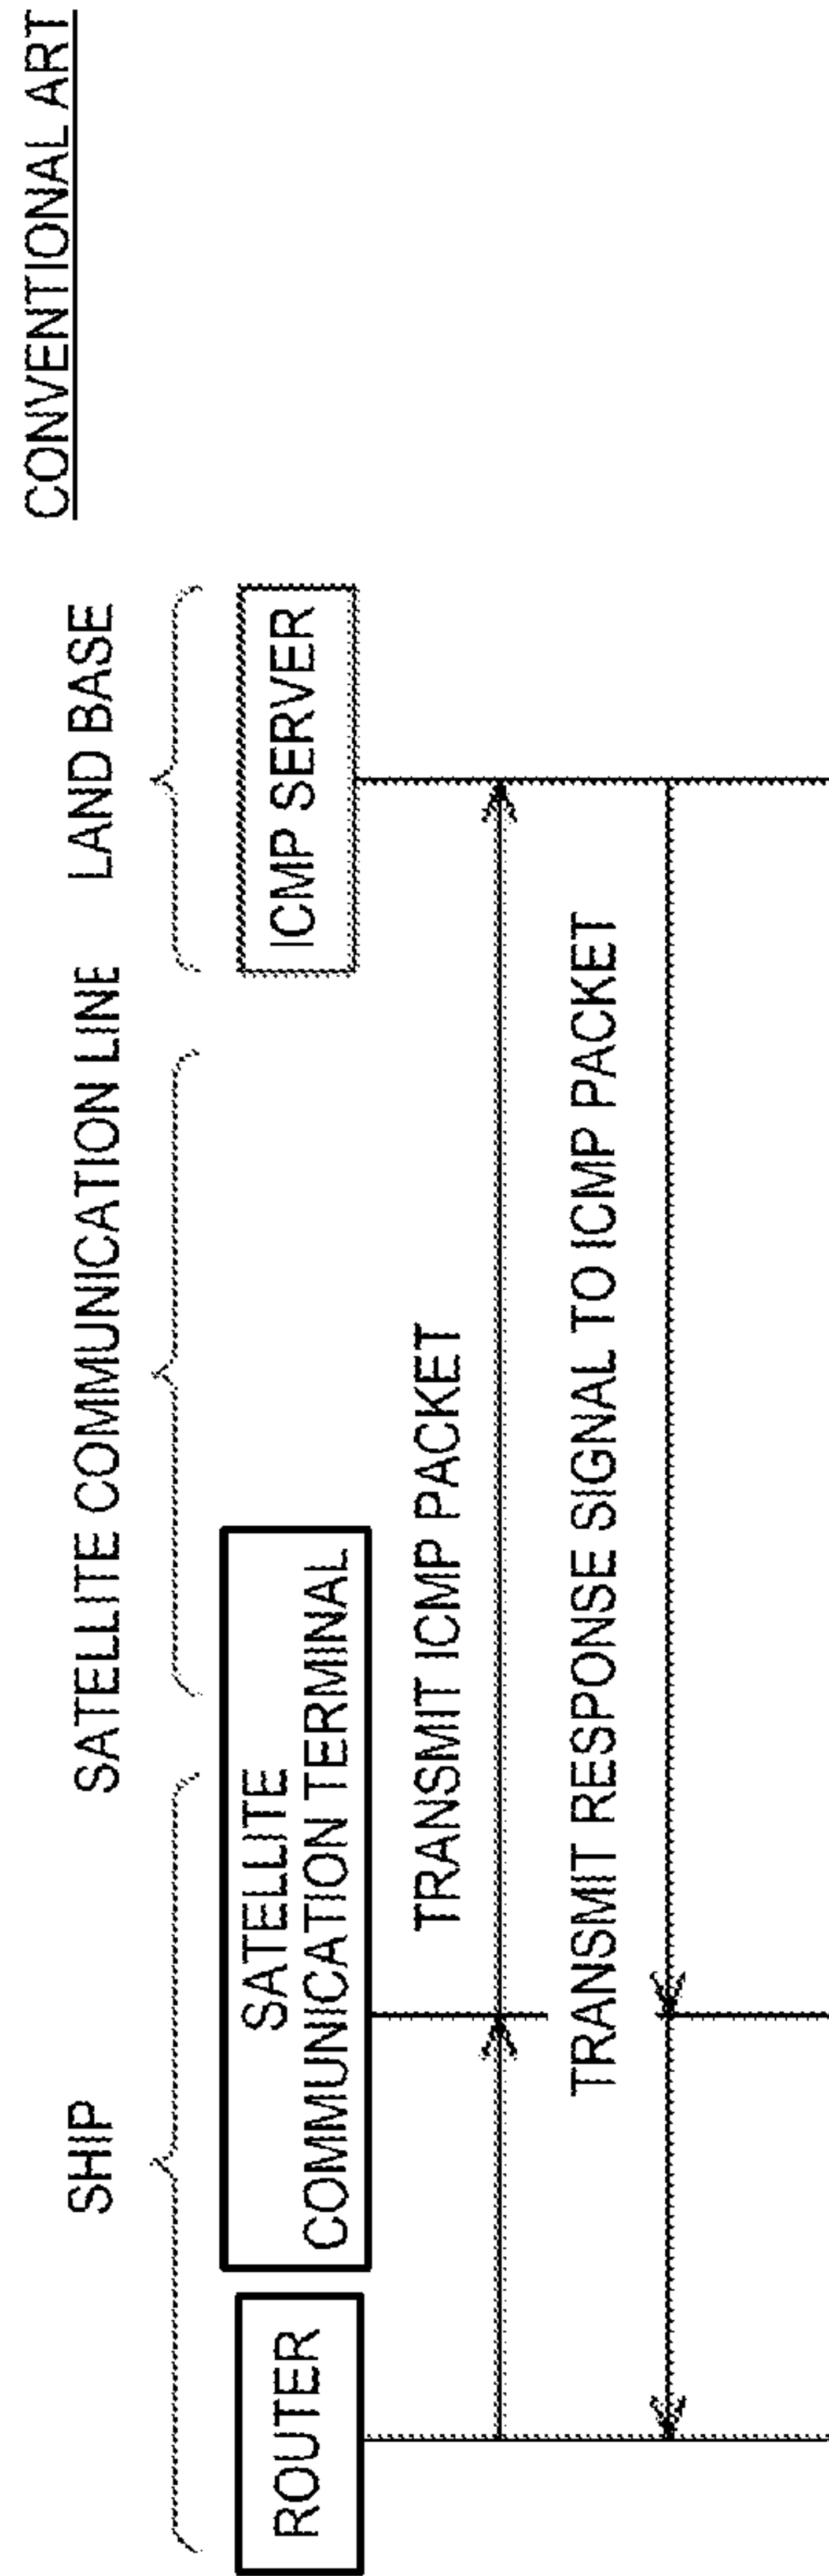 CONVENTIONAL ART
SHIP
SATELLITE COMMUNICATION LINE
LAND BASE
ROUTER
SATELLITE
COMMUNICATION TERMINAL
ICMP SERVER
TRANSMIT ICMP PACKET
TRANSMIT RESPONSE SIGNAL TO ICMP PACKET